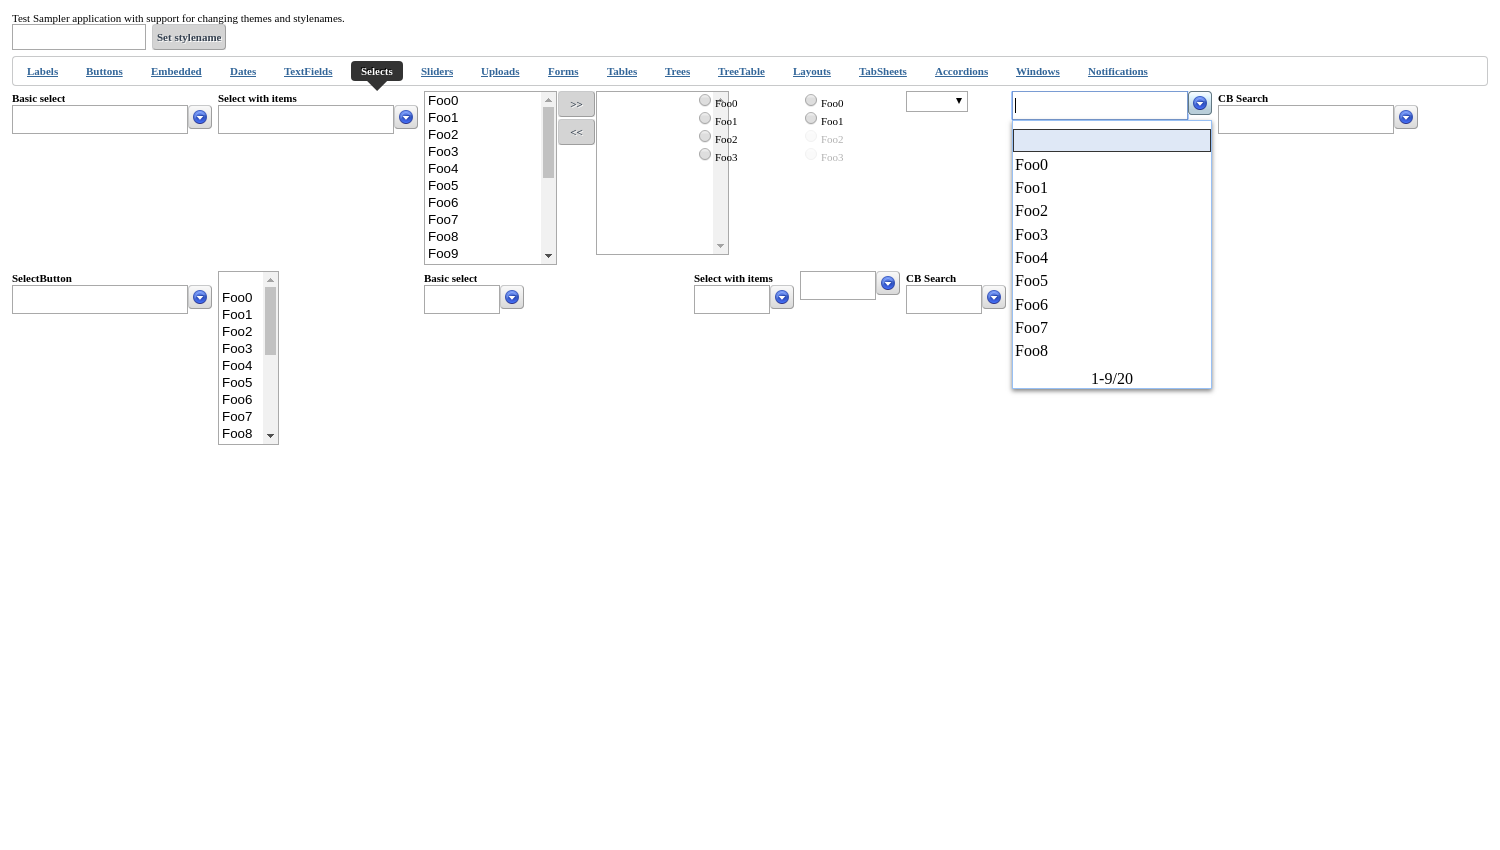 Test Sampler application with support for changing themes and stylenames.
Set stylename
Labels Buttons Embedded Dates TextFields Selects Sliders Uploads Forms Tables Trees TreeTable Layouts TabSheets Accordions Windows Notifications
Basic select
Select with items
Foo0
Foo1
Foo2
Foo3
Foo4
Foo5
Foo6
Foo7
Foo8
Foo9
>>
<<
Foo0
Foo1
Foo2
Foo3
Foo0
Foo1
Foo2
Foo3
Foo0
Foo1
Foo2
Foo3
Foo4
Foo5
Foo6
Foo7
Foo8
1-9/20
CB Search
SelectButton
Foo0
Foo1
Foo2
Foo3
Foo4
Foo5
Foo6
Foo7
Foo8
Basic select
Select with items
CB Search